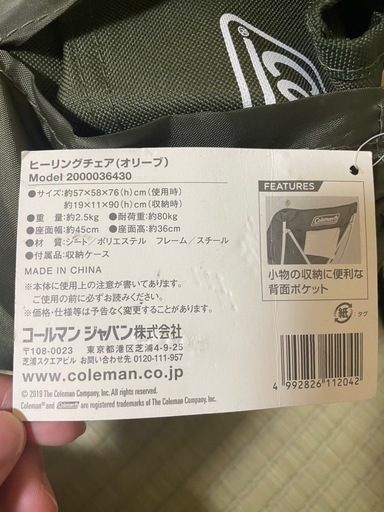 ヒーリングチェア(オリーブ)
Model 2000036430
●サイズ:約57×58×76(h)cm(使用時)
約19×11×90(h)cm(収納時)
●重　量:約2.5kg ●耐荷重:約80kg
●座面幅:約45cm ●座面高:約36cm
●材　質:シート/ポリエステル フレーム/スチール
●付属品:収納ケース
MADE IN CHINA
※本体に使用上の注意が書いてあります。
ご使用の前に必ずお読みください。
※価格・仕様等は予告なく変更することがあります。
コールマン ジャパン株式会社
〒108-0023 東京都港区芝浦4-9-25
芝浦スクエアビル お問い合わせ 0120-111-957
www.coleman.co.jp
© 2019 The Coleman Company, Inc. All rights reserved.
Coleman® and Coleman® are registered trademarks of The Coleman Company, Inc.
FEATURES
Coleman
小物の収納に便利な
背面ポケット
紙
:タグ
4 992826 112042